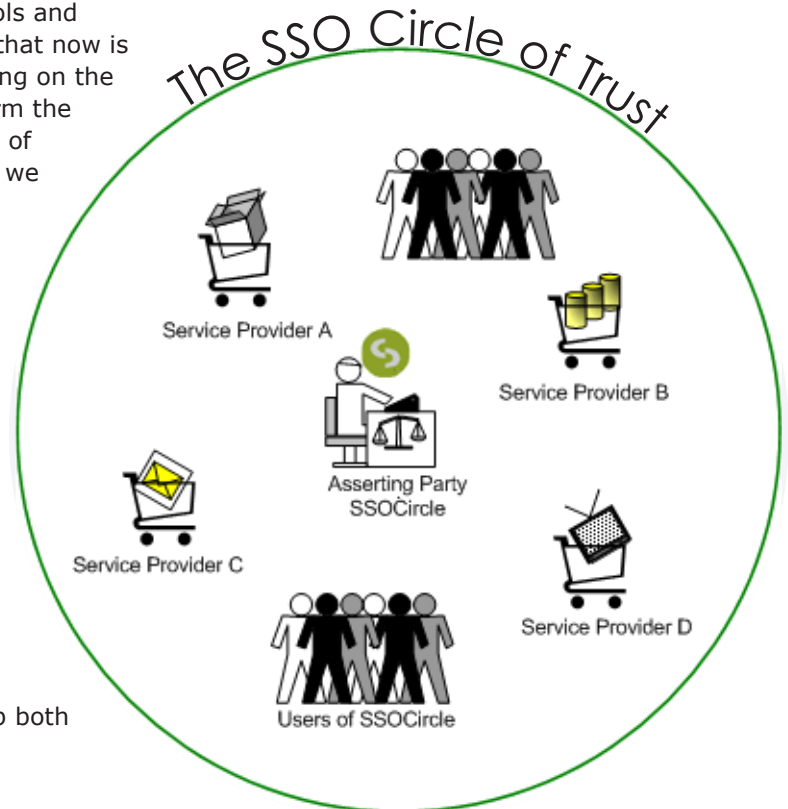 ols and
that now is
ing on the
rm the
of
we
The SSO Circle of Trust
Service Provider A
Service Provider B
Asserting Party
SSOCircle
Service Provider C
Service Provider D
Users of SSOCircle
o both